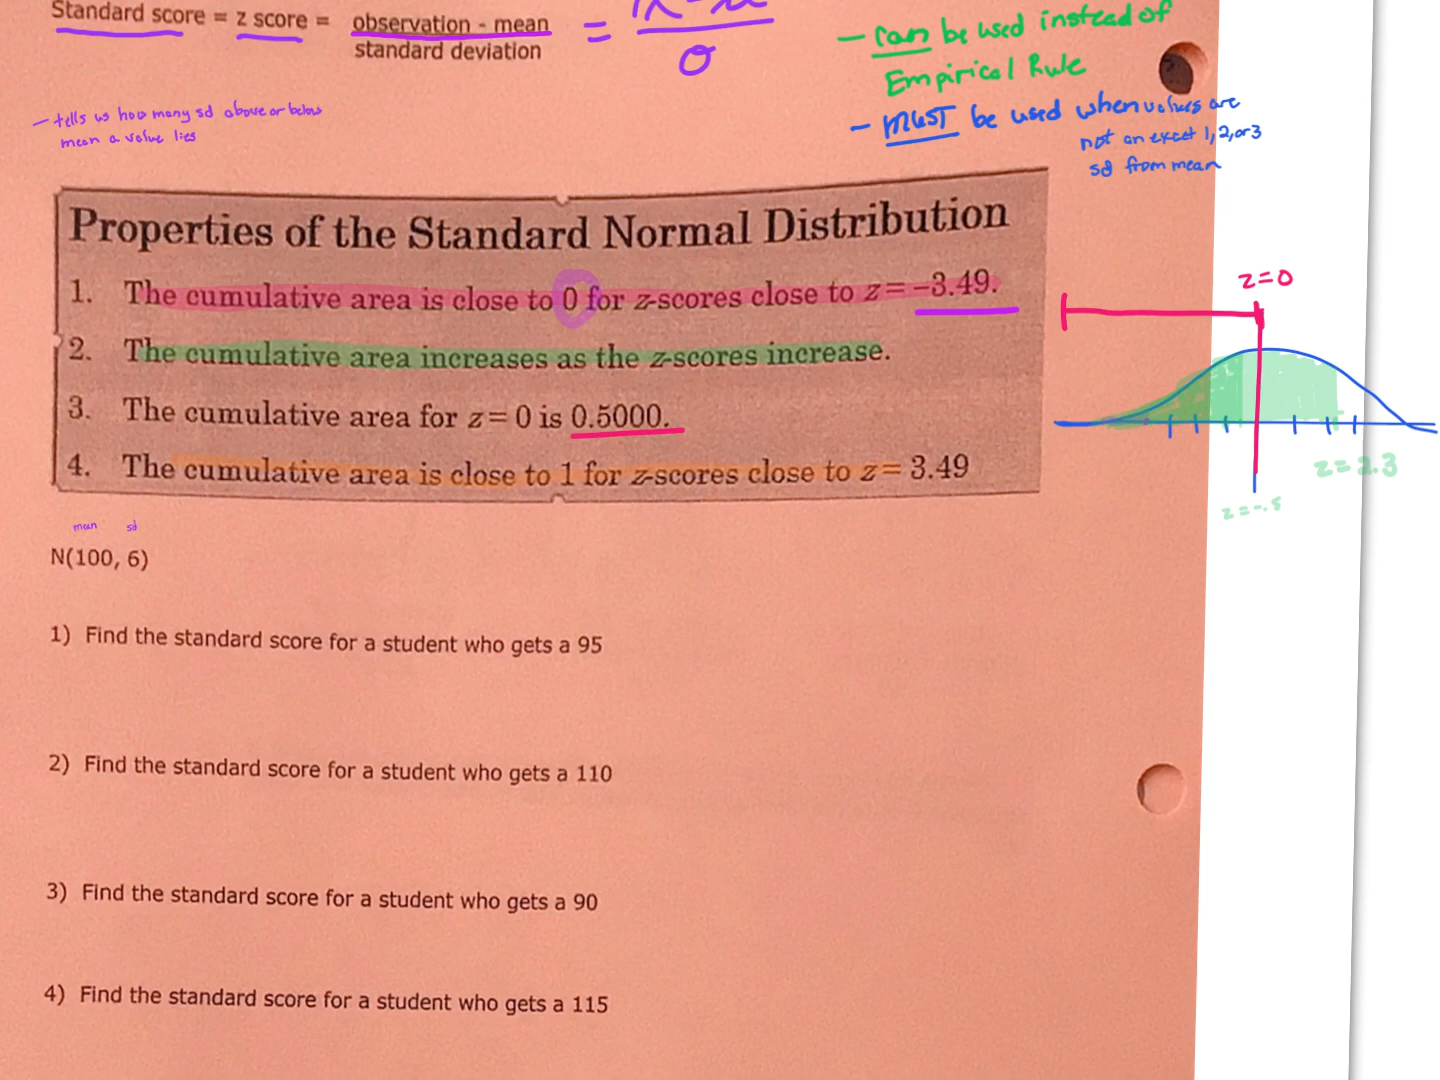 Standard score = z score = observation - mean
standard deviation
= x - μ
σ
- can be used instead of
Empirical Rule
- MUST be used when values are
not an exact 1, 2, or 3
sd from mean
- tells us how many sd above or below
mean a value lies
Properties of the Standard Normal Distribution
1. The cumulative area is close to 0 for z-scores close to z = -3.49.
2. The cumulative area increases as the z-scores increase.
3. The cumulative area for z = 0 is 0.5000.
4. The cumulative area is close to 1 for z-scores close to z = 3.49
z=0
z = 2.3
z = -.5
mean sd
N(100, 6)
1) Find the standard score for a student who gets a 95
2) Find the standard score for a student who gets a 110
3) Find the standard score for a student who gets a 90
4) Find the standard score for a student who gets a 115